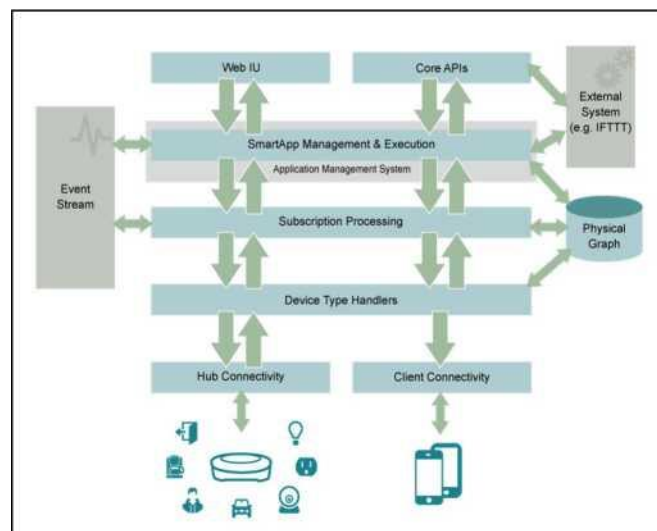 Web IU
Core APIs
External
System
(e.g. IFTTT)
SmartApp Management & Execution
Application Management System
Event
Stream
Subscription Processing
Physical
Graph
Device Type Handlers
Hub Connectivity
Client Connectivity